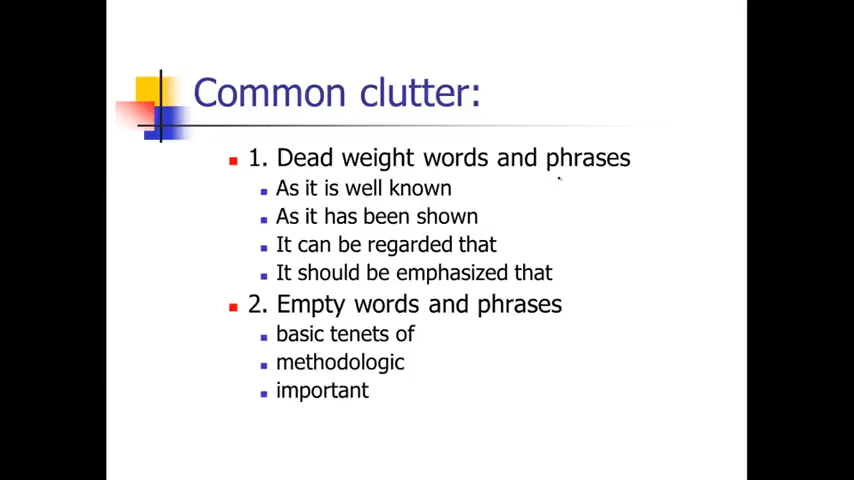 Common clutter:
1. Dead weight words and phrases
As it is well known
As it has been shown
It can be regarded that
It should be emphasized that
2. Empty words and phrases
basic tenets of
methodologic
important